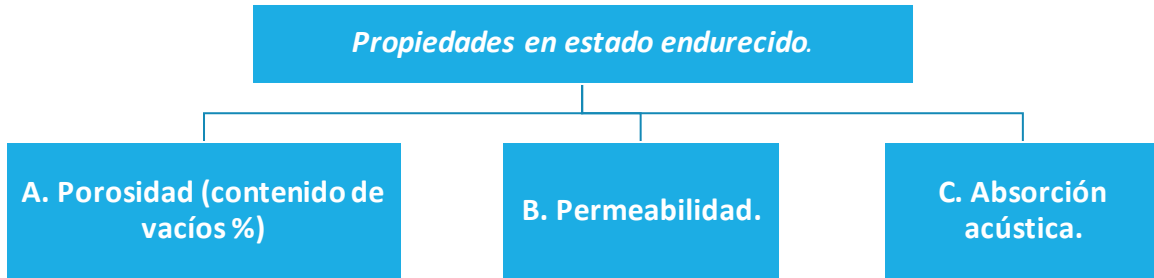 Propiedades en estado endurecido.
A. Porosidad (contenido de
vacíos %)
B. Permeabilidad.
C. Absorción
acústica.